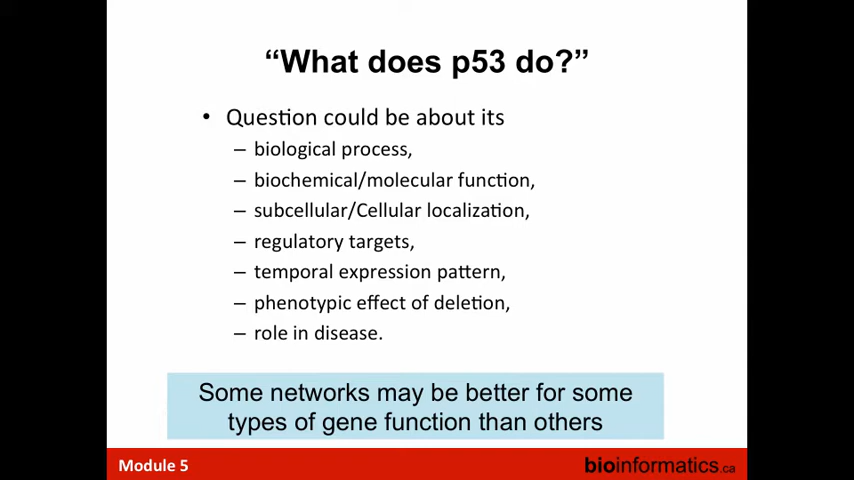 “What does p53 do?”
• Question could be about its
– biological process,
– biochemical/molecular function,
– subcellular/Cellular localization,
– regulatory targets,
– temporal expression pattern,
– phenotypic effect of deletion,
– role in disease.
Some networks may be better for some
types of gene function than others
Module 5
bioinformatics.ca